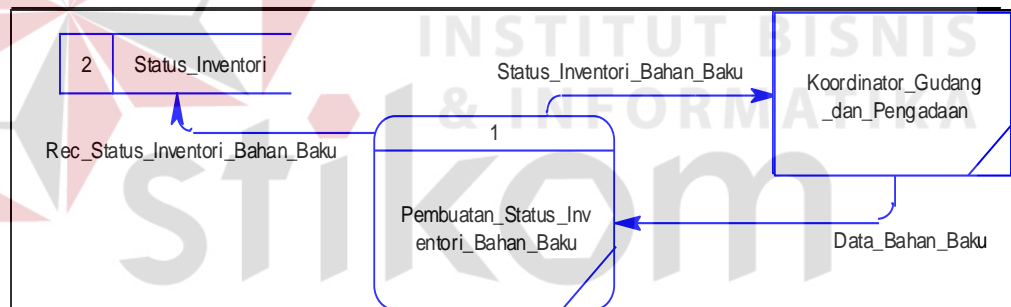 INSTITUT BISNIS
& INFORMATIKA
stikom
2 Status_Inventori
Status_Inventori_Bahan_Baku
Koordinator_Gudang
_dan_Pengadaan
Rec_Status_Inventori_Bahan_Baku
1
Pembuatan_Status_Inv
entori_Bahan_Baku
Data_Bahan_Baku